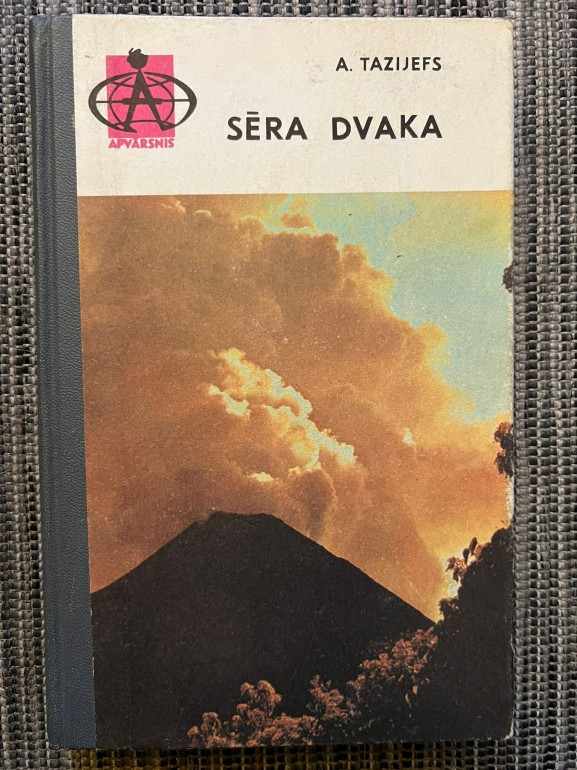 A. TAZIJEFS
SĒRA DVAKA
APVĀRSNIS